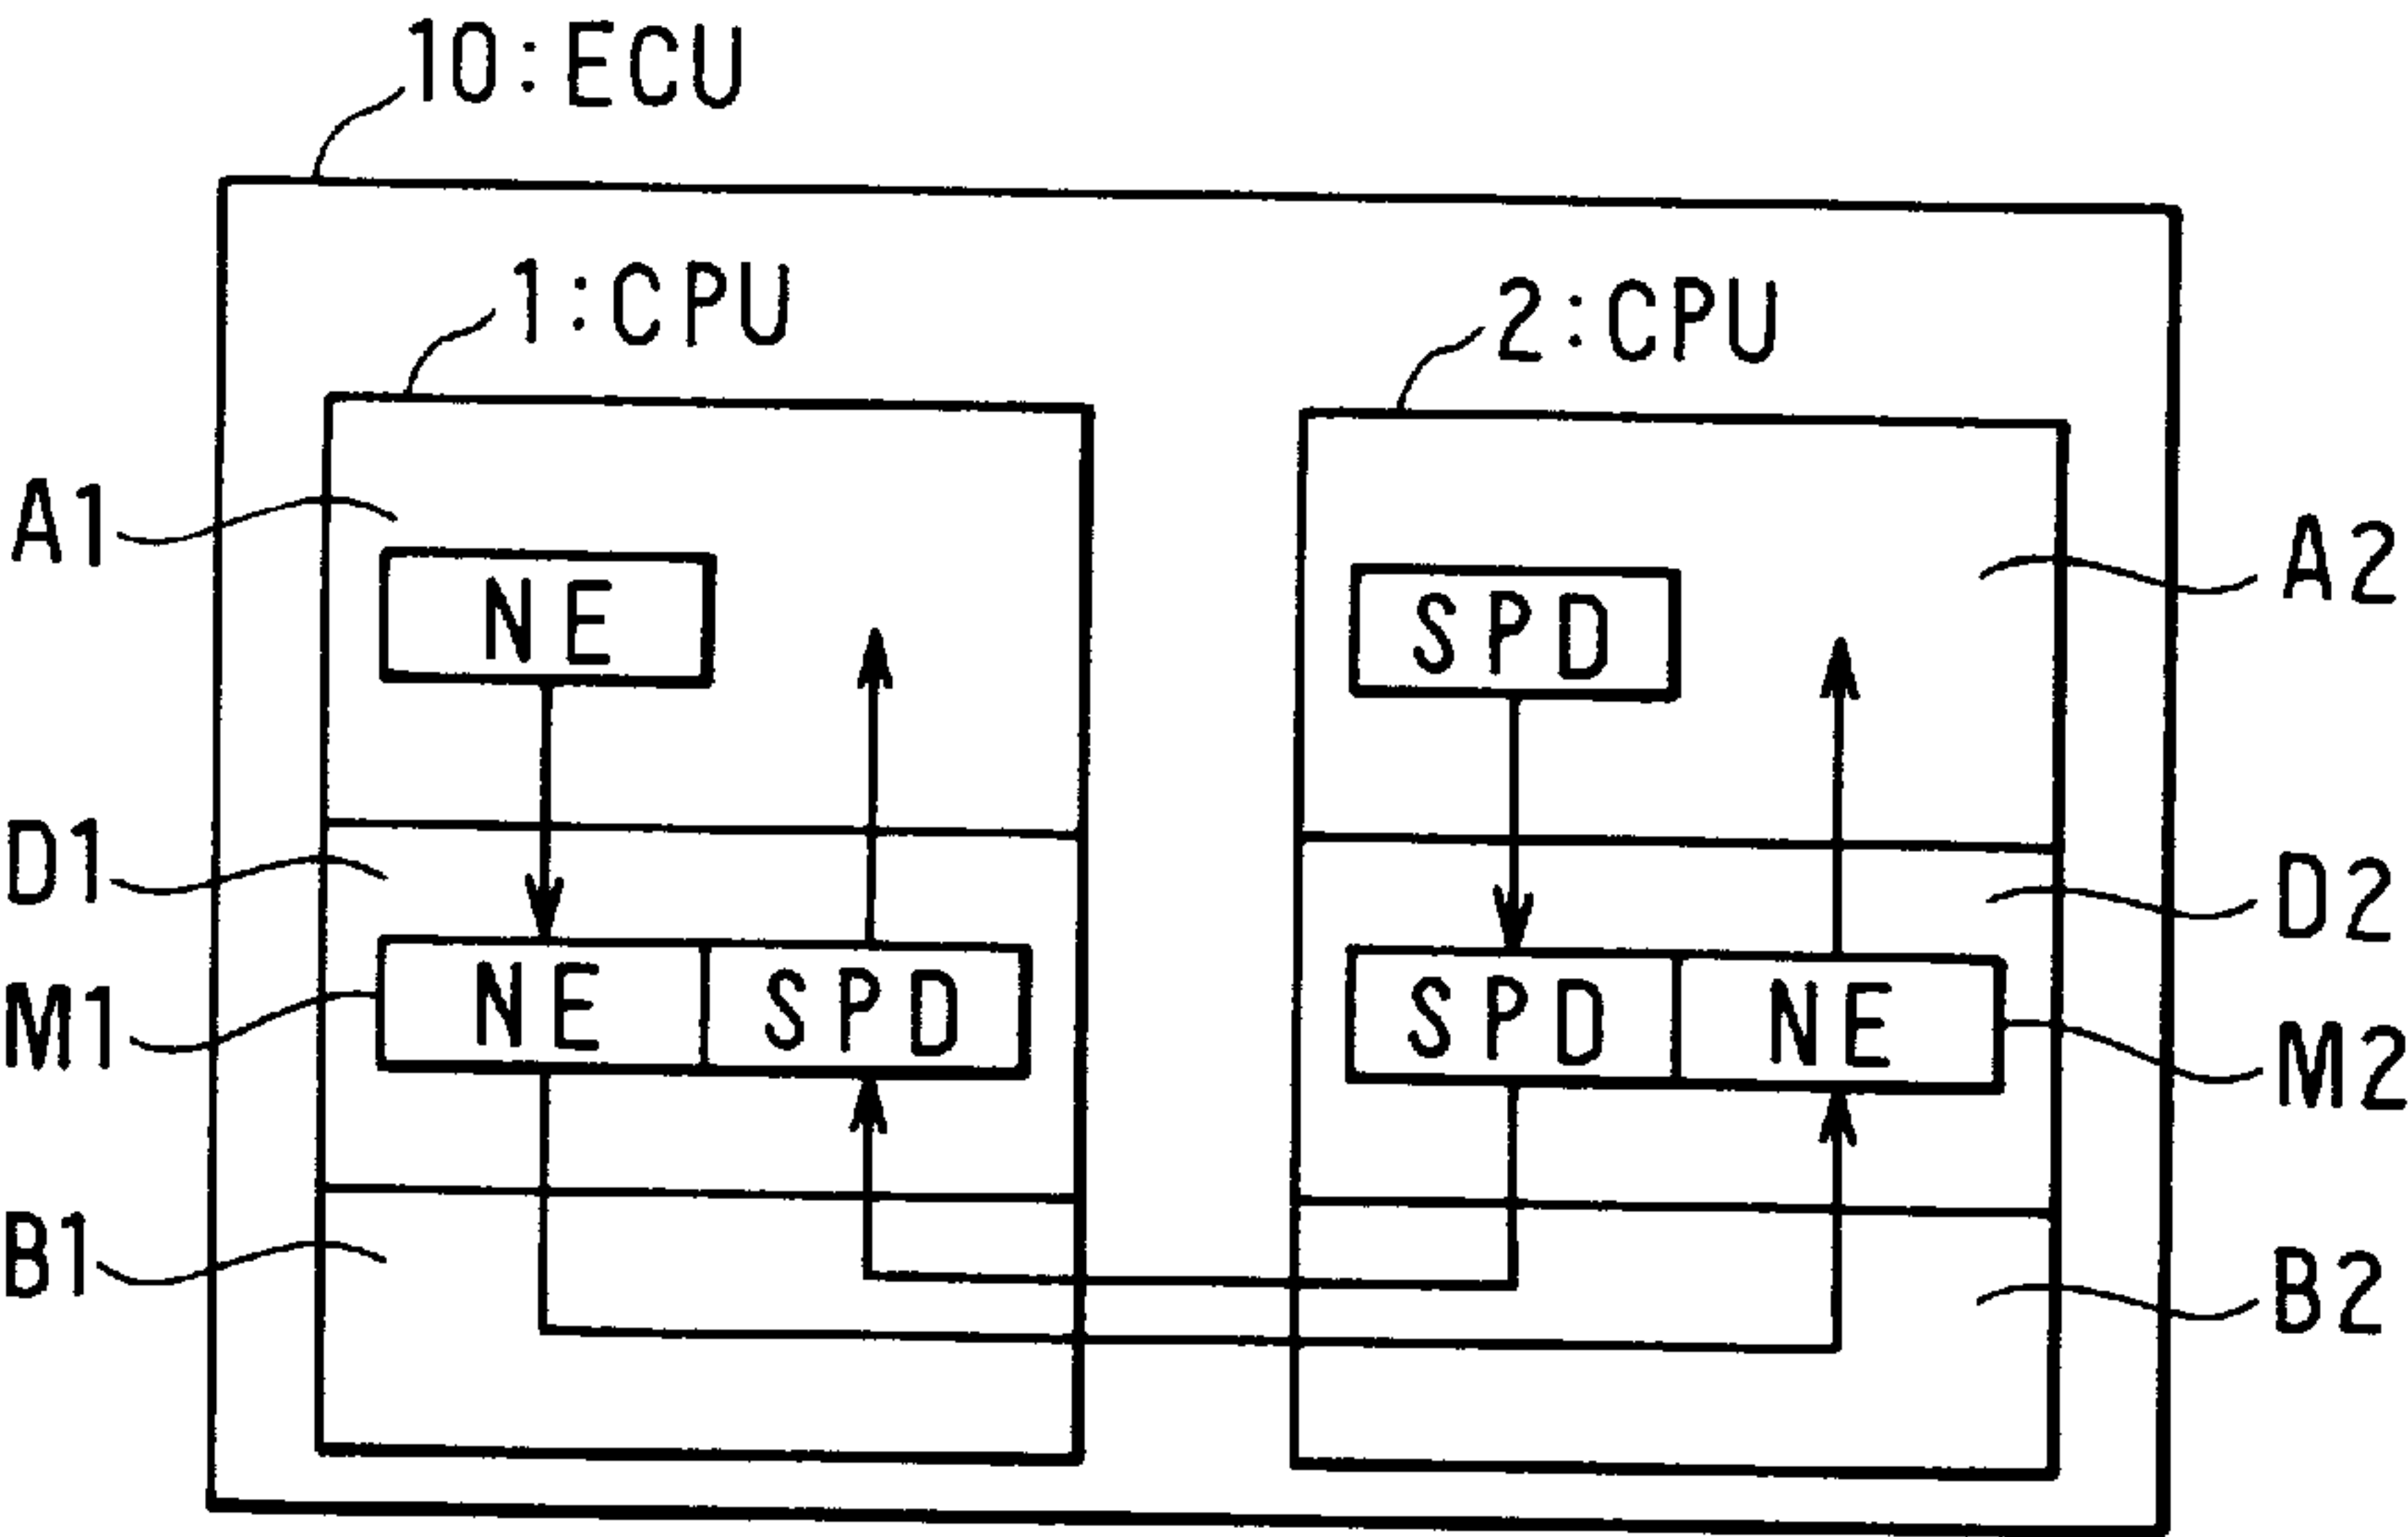 10:ECU
1:CPU
2:CPU
A1
A2
NE
SPD
D1
D2
M1
NE SPD
SPD NE
M2
B1
B2